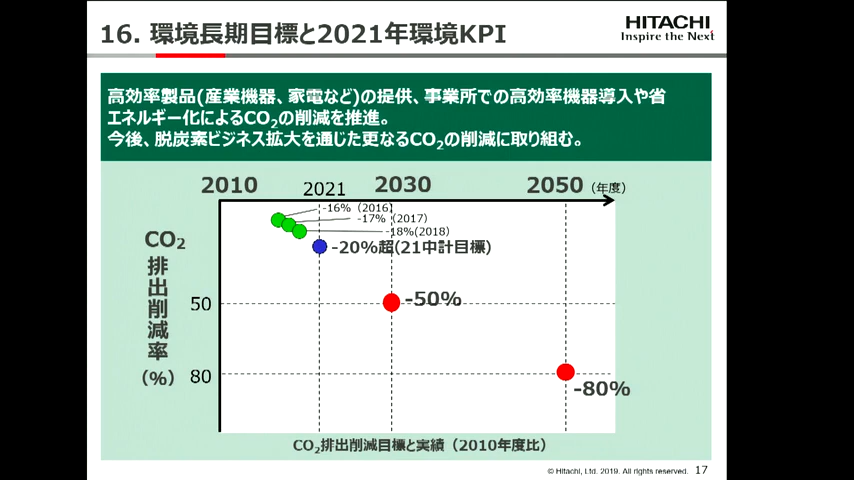 16. 環境長期目標と2021年環境KPI
HITACHI
Inspire the Next
高効率製品(産業機器、家電など)の提供、事業所での高効率機器導入や省
エネルギー化によるCO₂の削減を推進。
今後、脱炭素ビジネス拡大を通じた更なるCO₂の削減に取り組む。
2010
2021
2030
2050
（年度）
-16%（2016）
-17%（2017）
-18%(2018)
-20%超(21中計目標)
CO₂
排出削減率
（%）
50
-50%
80
-80%
CO₂排出削減目標と実績（2010年度比）
© Hitachi, Ltd. 2019. All rights reserved.
17